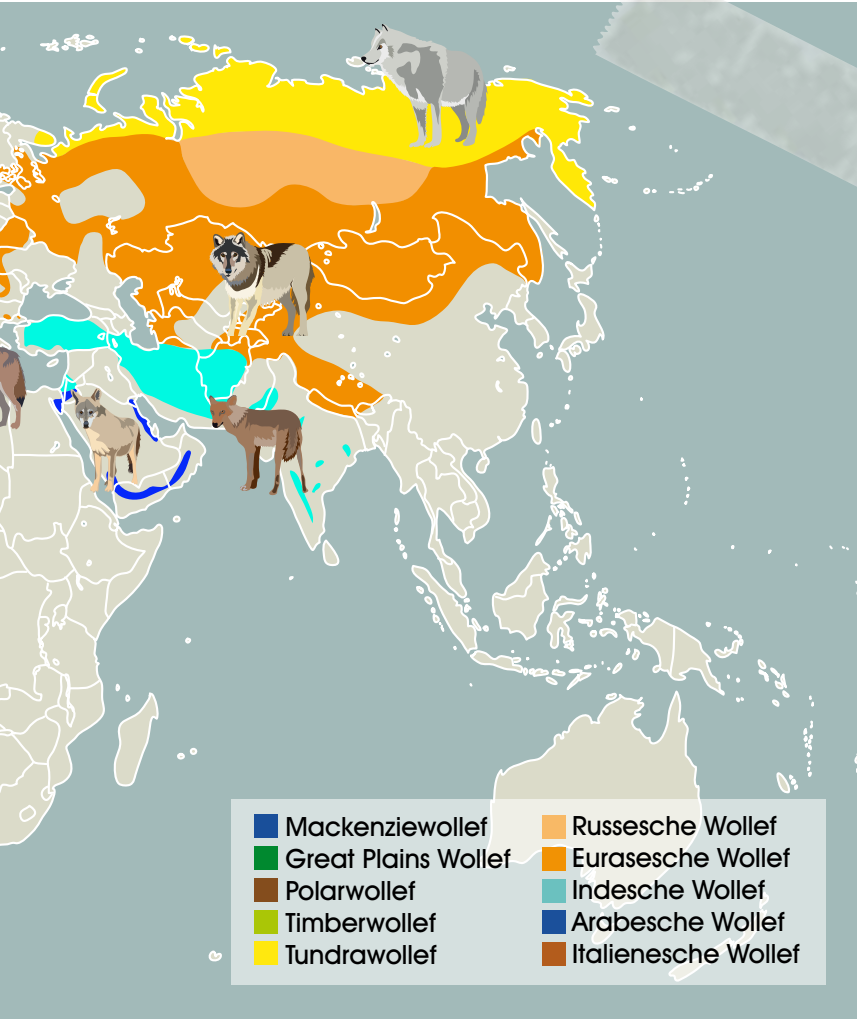 Mackenziewollef
Great Plains Wollef
Polarwollef
Timberwollef
Tundrawollef
Russesche Wollef
Eurasesche Wollef
Indesche Wollef
Arabesche Wollef
Italienesche Wollef